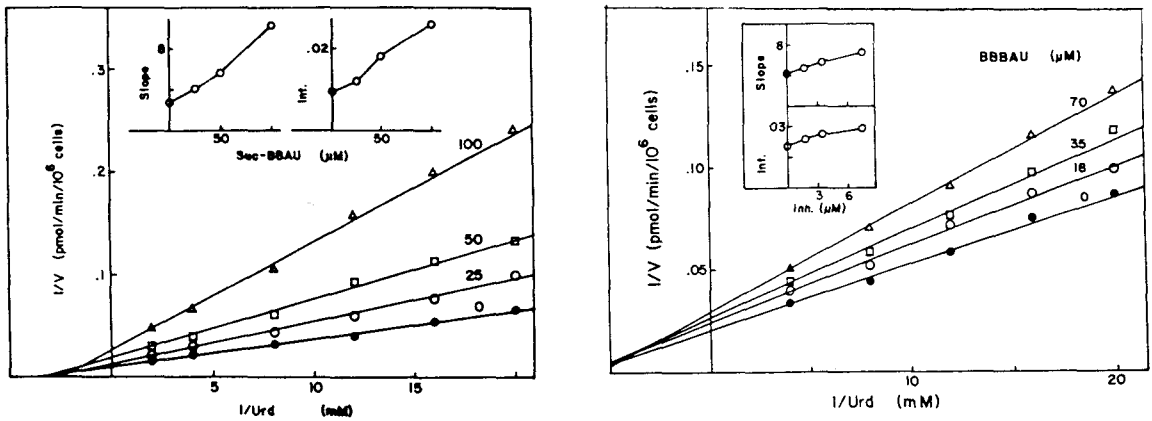 .3
.2
.1
1/V (pmol/min/10⁶ cells)
8
Slope
50
.02
Int.
50
Suc-BBAU (μM)
100
50
25
0
5
10
15
1/Urd (mM)
.15
.10
.05
1/V (pmol/min/10⁶ cells)
8
Slope
.03
Int.
3
6
Inh. (μM)
BBBAU (μM)
70
35
18
0
10
20
1/Urd (mM)